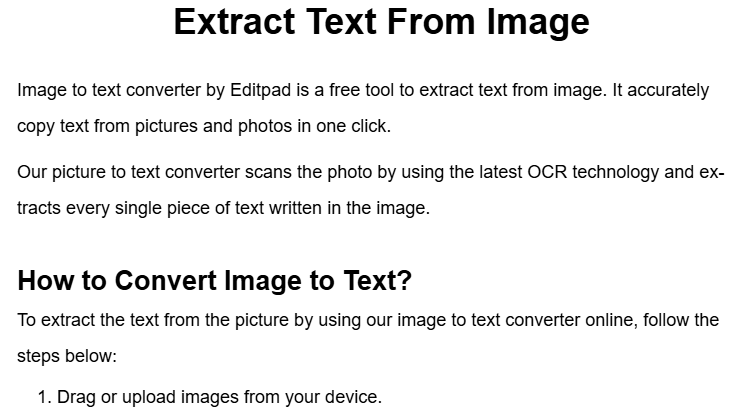 Extract Text From Image
Image to text converter by Editpad is a free tool to extract text from image. It accurately
copy text from pictures and photos in one click.
Our picture to text converter scans the photo by using the latest OCR technology and ex-
tracts every single piece of text written in the image.
How to Convert Image to Text?
To extract the text from the picture by using our image to text converter online, follow the
steps below:
1. Drag or upload images from your device.